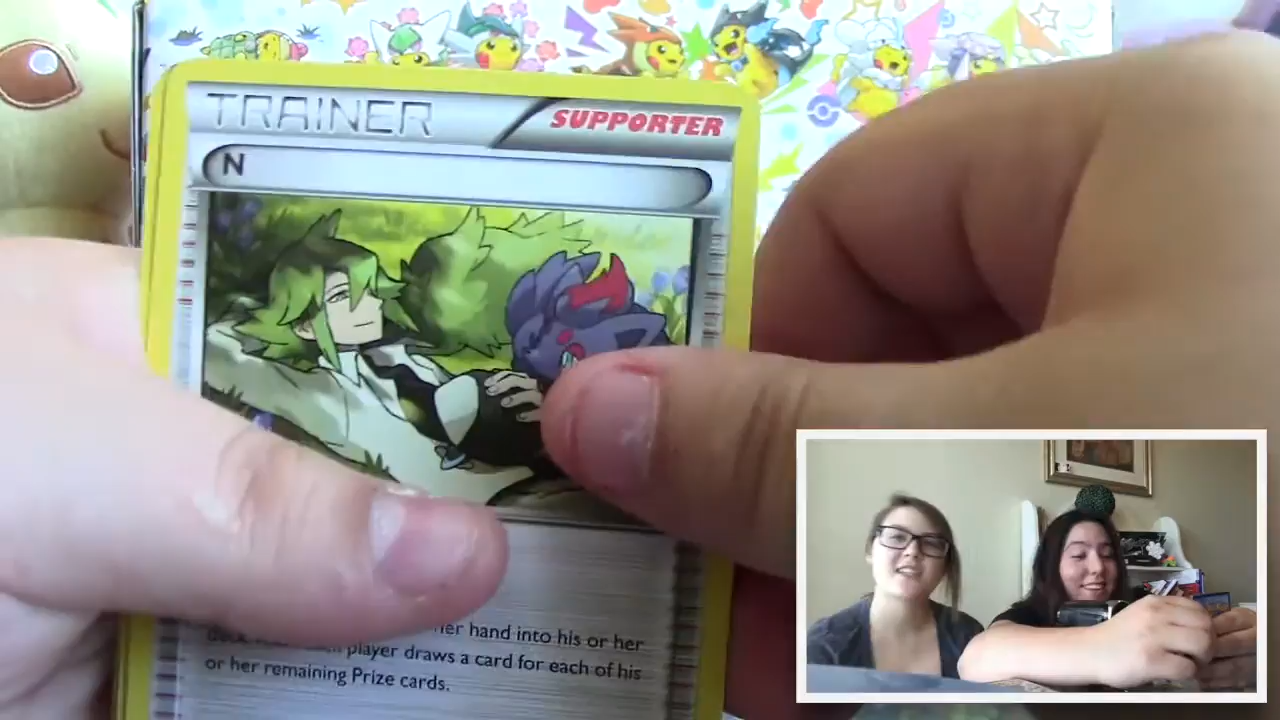 TRAINER
SUPPORTER
N
her hand into his or her
player draws a card for each of his
or her remaining Prize cards.